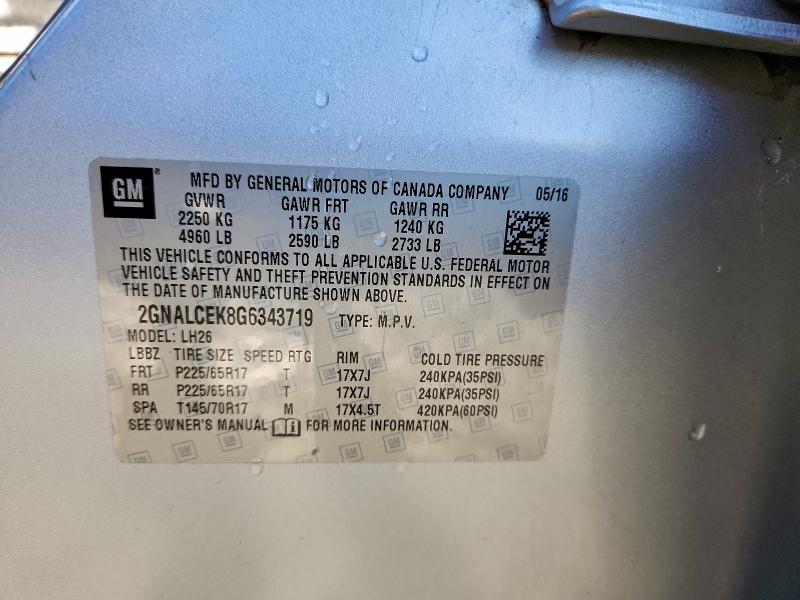 GM ® MFD BY GENERAL MOTORS OF CANADA COMPANY 05/16
GVWR GAWR FRT GAWR RR
2250 KG 1175 KG 1240 KG
4960 LB 2590 LB 2733 LB
THIS VEHICLE CONFORMS TO ALL APPLICABLE U.S. FEDERAL MOTOR
VEHICLE SAFETY AND THEFT PREVENTION STANDARDS IN EFFECT ON
THE DATE OF MANUFACTURE SHOWN ABOVE.
2GNALCEK8G6343719 TYPE: M.P.V.
MODEL: LH26
LBBZ TIRE SIZE SPEED RTG RIM COLD TIRE PRESSURE
FRT P225/65R17 T 17X7J 240KPA(35PSI)
RR P225/65R17 T 17X7J 240KPA(35PSI)
SPA T145/70R17 M 17X4.5T 420KPA(60PSI)
SEE OWNER'S MANUAL FOR MORE INFORMATION.